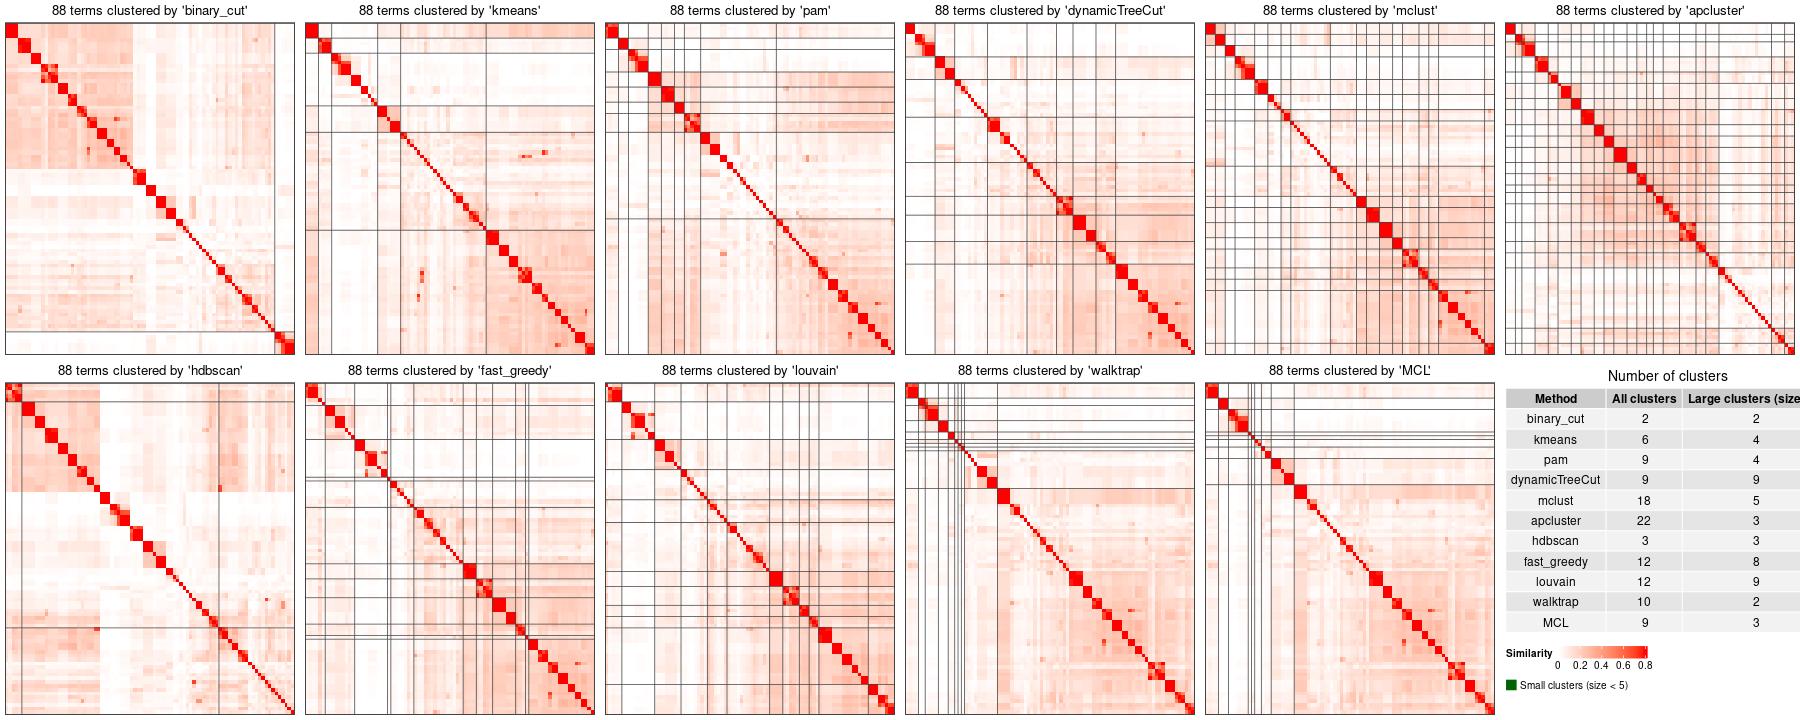 88 terms clustered by 'binary_cut'
88 terms clustered by 'kmeans'
88 terms clustered by 'pam'
88 terms clustered by 'dynamicTreeCut'
88 terms clustered by 'mclust'
88 terms clustered by 'apcluster'
88 terms clustered by 'hdbscan'
88 terms clustered by 'fast_greedy'
88 terms clustered by 'louvain'
88 terms clustered by 'walktrap'
88 terms clustered by 'MCL'
Number of clusters
Method All clusters Large clusters (size
binary_cut 2 2
kmeans 6 4
pam 9 4
dynamicTreeCut 9 9
mclust 18 5
apcluster 22 3
hdbscan 3 3
fast_greedy 12 8
louvain 12 9
walktrap 10 2
MCL 9 3
Similarity
0 0.2 0.4 0.6 0.8
Small clusters (size < 5)